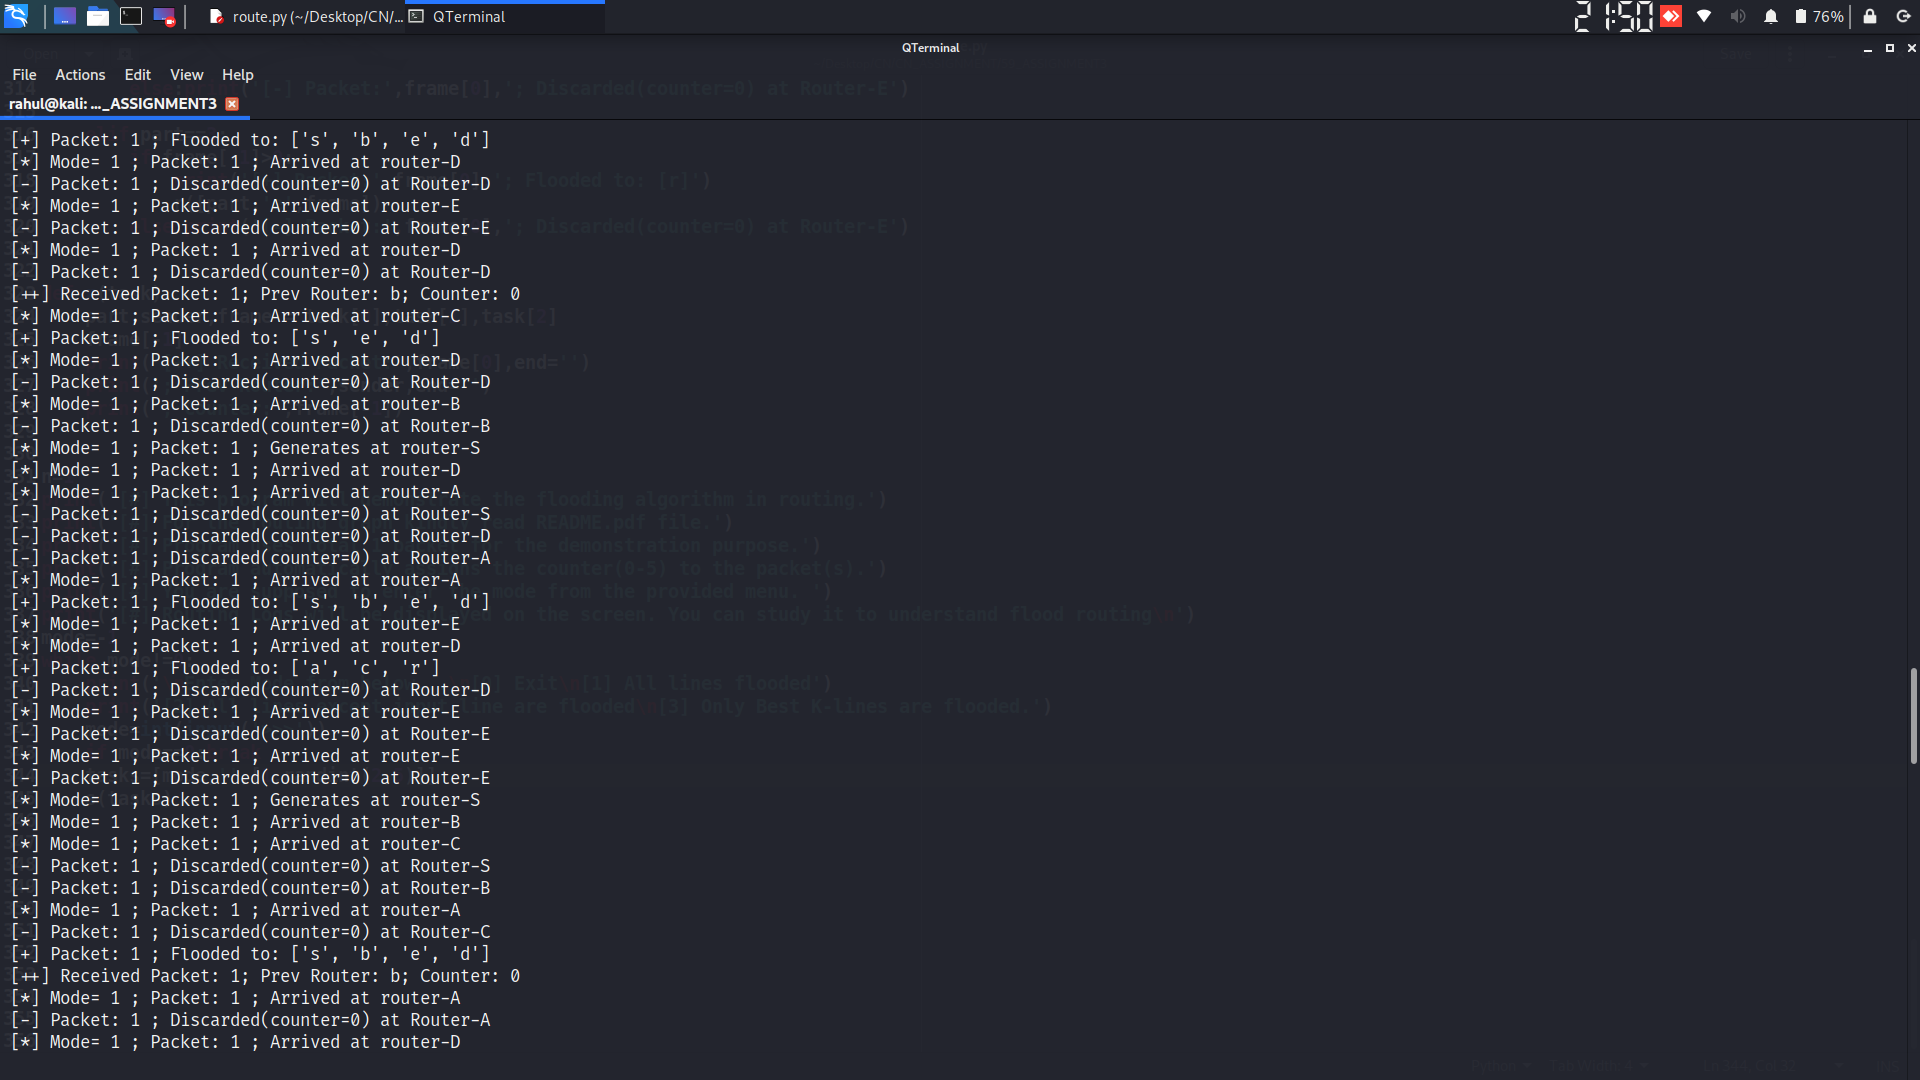 route.py (~/Desktop/CN/...
QTerminal
21:50
76%
QTerminal
File Actions Edit View Help
rahul@kali: ..._ASSIGNMENT3
[+] Packet: 1 ; Flooded to: ['s', 'b', 'e', 'd']
[*] Mode= 1 ; Packet: 1 ; Arrived at router-D
[-] Packet: 1 ; Discarded(counter=0) at Router-D
[*] Mode= 1 ; Packet: 1 ; Arrived at router-E
[-] Packet: 1 ; Discarded(counter=0) at Router-E
[*] Mode= 1 ; Packet: 1 ; Arrived at router-D
[-] Packet: 1 ; Discarded(counter=0) at Router-D
[++] Received Packet: 1; Prev Router: b; Counter: 0
[*] Mode= 1 ; Packet: 1 ; Arrived at router-C
[+] Packet: 1 ; Flooded to: ['s', 'e', 'd']
[*] Mode= 1 ; Packet: 1 ; Arrived at router-D
[-] Packet: 1 ; Discarded(counter=0) at Router-D
[*] Mode= 1 ; Packet: 1 ; Arrived at router-B
[-] Packet: 1 ; Discarded(counter=0) at Router-B
[*] Mode= 1 ; Packet: 1 ; Generates at router-S
[*] Mode= 1 ; Packet: 1 ; Arrived at router-D
[*] Mode= 1 ; Packet: 1 ; Arrived at router-A
[-] Packet: 1 ; Discarded(counter=0) at Router-S
[-] Packet: 1 ; Discarded(counter=0) at Router-D
[-] Packet: 1 ; Discarded(counter=0) at Router-A
[*] Mode= 1 ; Packet: 1 ; Arrived at router-A
[+] Packet: 1 ; Flooded to: ['s', 'b', 'e', 'd']
[*] Mode= 1 ; Packet: 1 ; Arrived at router-E
[*] Mode= 1 ; Packet: 1 ; Arrived at router-D
[+] Packet: 1 ; Flooded to: ['a', 'c', 'r']
[-] Packet: 1 ; Discarded(counter=0) at Router-D
[*] Mode= 1 ; Packet: 1 ; Arrived at router-E
[-] Packet: 1 ; Discarded(counter=0) at Router-E
[*] Mode= 1 ; Packet: 1 ; Arrived at router-E
[-] Packet: 1 ; Discarded(counter=0) at Router-E
[*] Mode= 1 ; Packet: 1 ; Generates at router-S
[*] Mode= 1 ; Packet: 1 ; Arrived at router-B
[*] Mode= 1 ; Packet: 1 ; Arrived at router-C
[-] Packet: 1 ; Discarded(counter=0) at Router-S
[-] Packet: 1 ; Discarded(counter=0) at Router-B
[*] Mode= 1 ; Packet: 1 ; Arrived at router-A
[-] Packet: 1 ; Discarded(counter=0) at Router-C
[+] Packet: 1 ; Flooded to: ['s', 'b', 'e', 'd']
[++] Received Packet: 1; Prev Router: b; Counter: 0
[*] Mode= 1 ; Packet: 1 ; Arrived at router-A
[-] Packet: 1 ; Discarded(counter=0) at Router-A
[*] Mode= 1 ; Packet: 1 ; Arrived at router-D